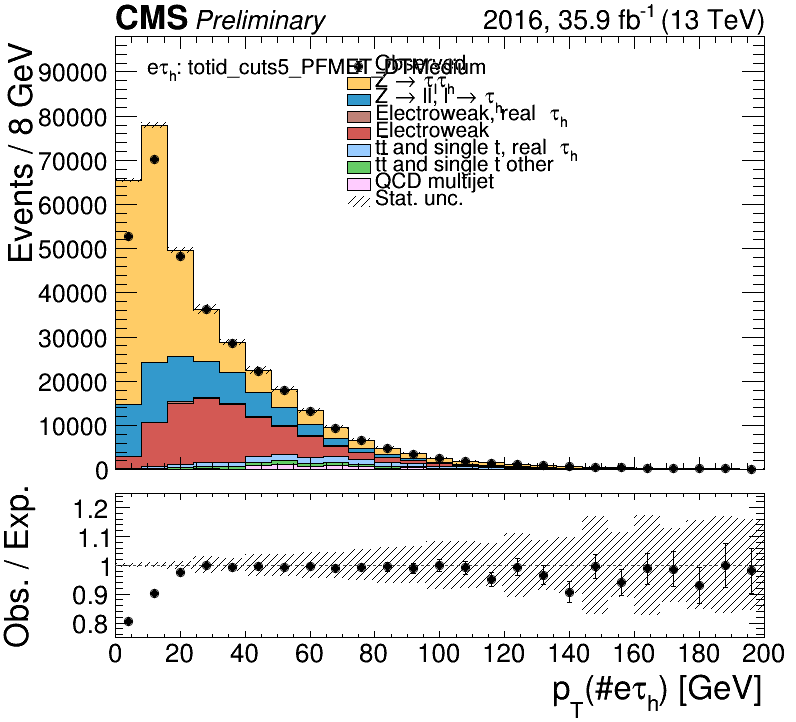 CMS Preliminary 2016, 35.9 fb⁻¹ (13 TeV)
eτₕ: totid_cuts5_PFMET_DTMedium
Observed
Z → τₗτₕ
Z → ll, l → τₕ
Electroweak, real τₕ
Electroweak
tt̄ and single t, real τₕ
tt and single t other
QCD multijet
Stat. unc.
Events / 8 GeV
90000
80000
70000
60000
50000
40000
30000
20000
10000
0
Obs. / Exp.
1.2
1.1
1
0.9
0.8
0 20 40 60 80 100 120 140 160 180 200
p_T(#eτₕ) [GeV]